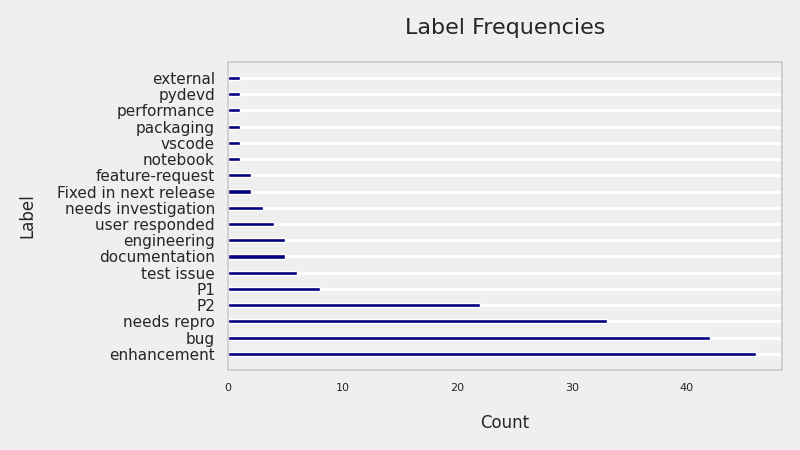 Label Frequencies
external
pydevd
performance
packaging
vscode
notebook
feature-request
Fixed in next release
needs investigation
user responded
engineering
documentation
test issue
P1
P2
needs repro
bug
enhancement
Label
0 10 20 30 40
Count